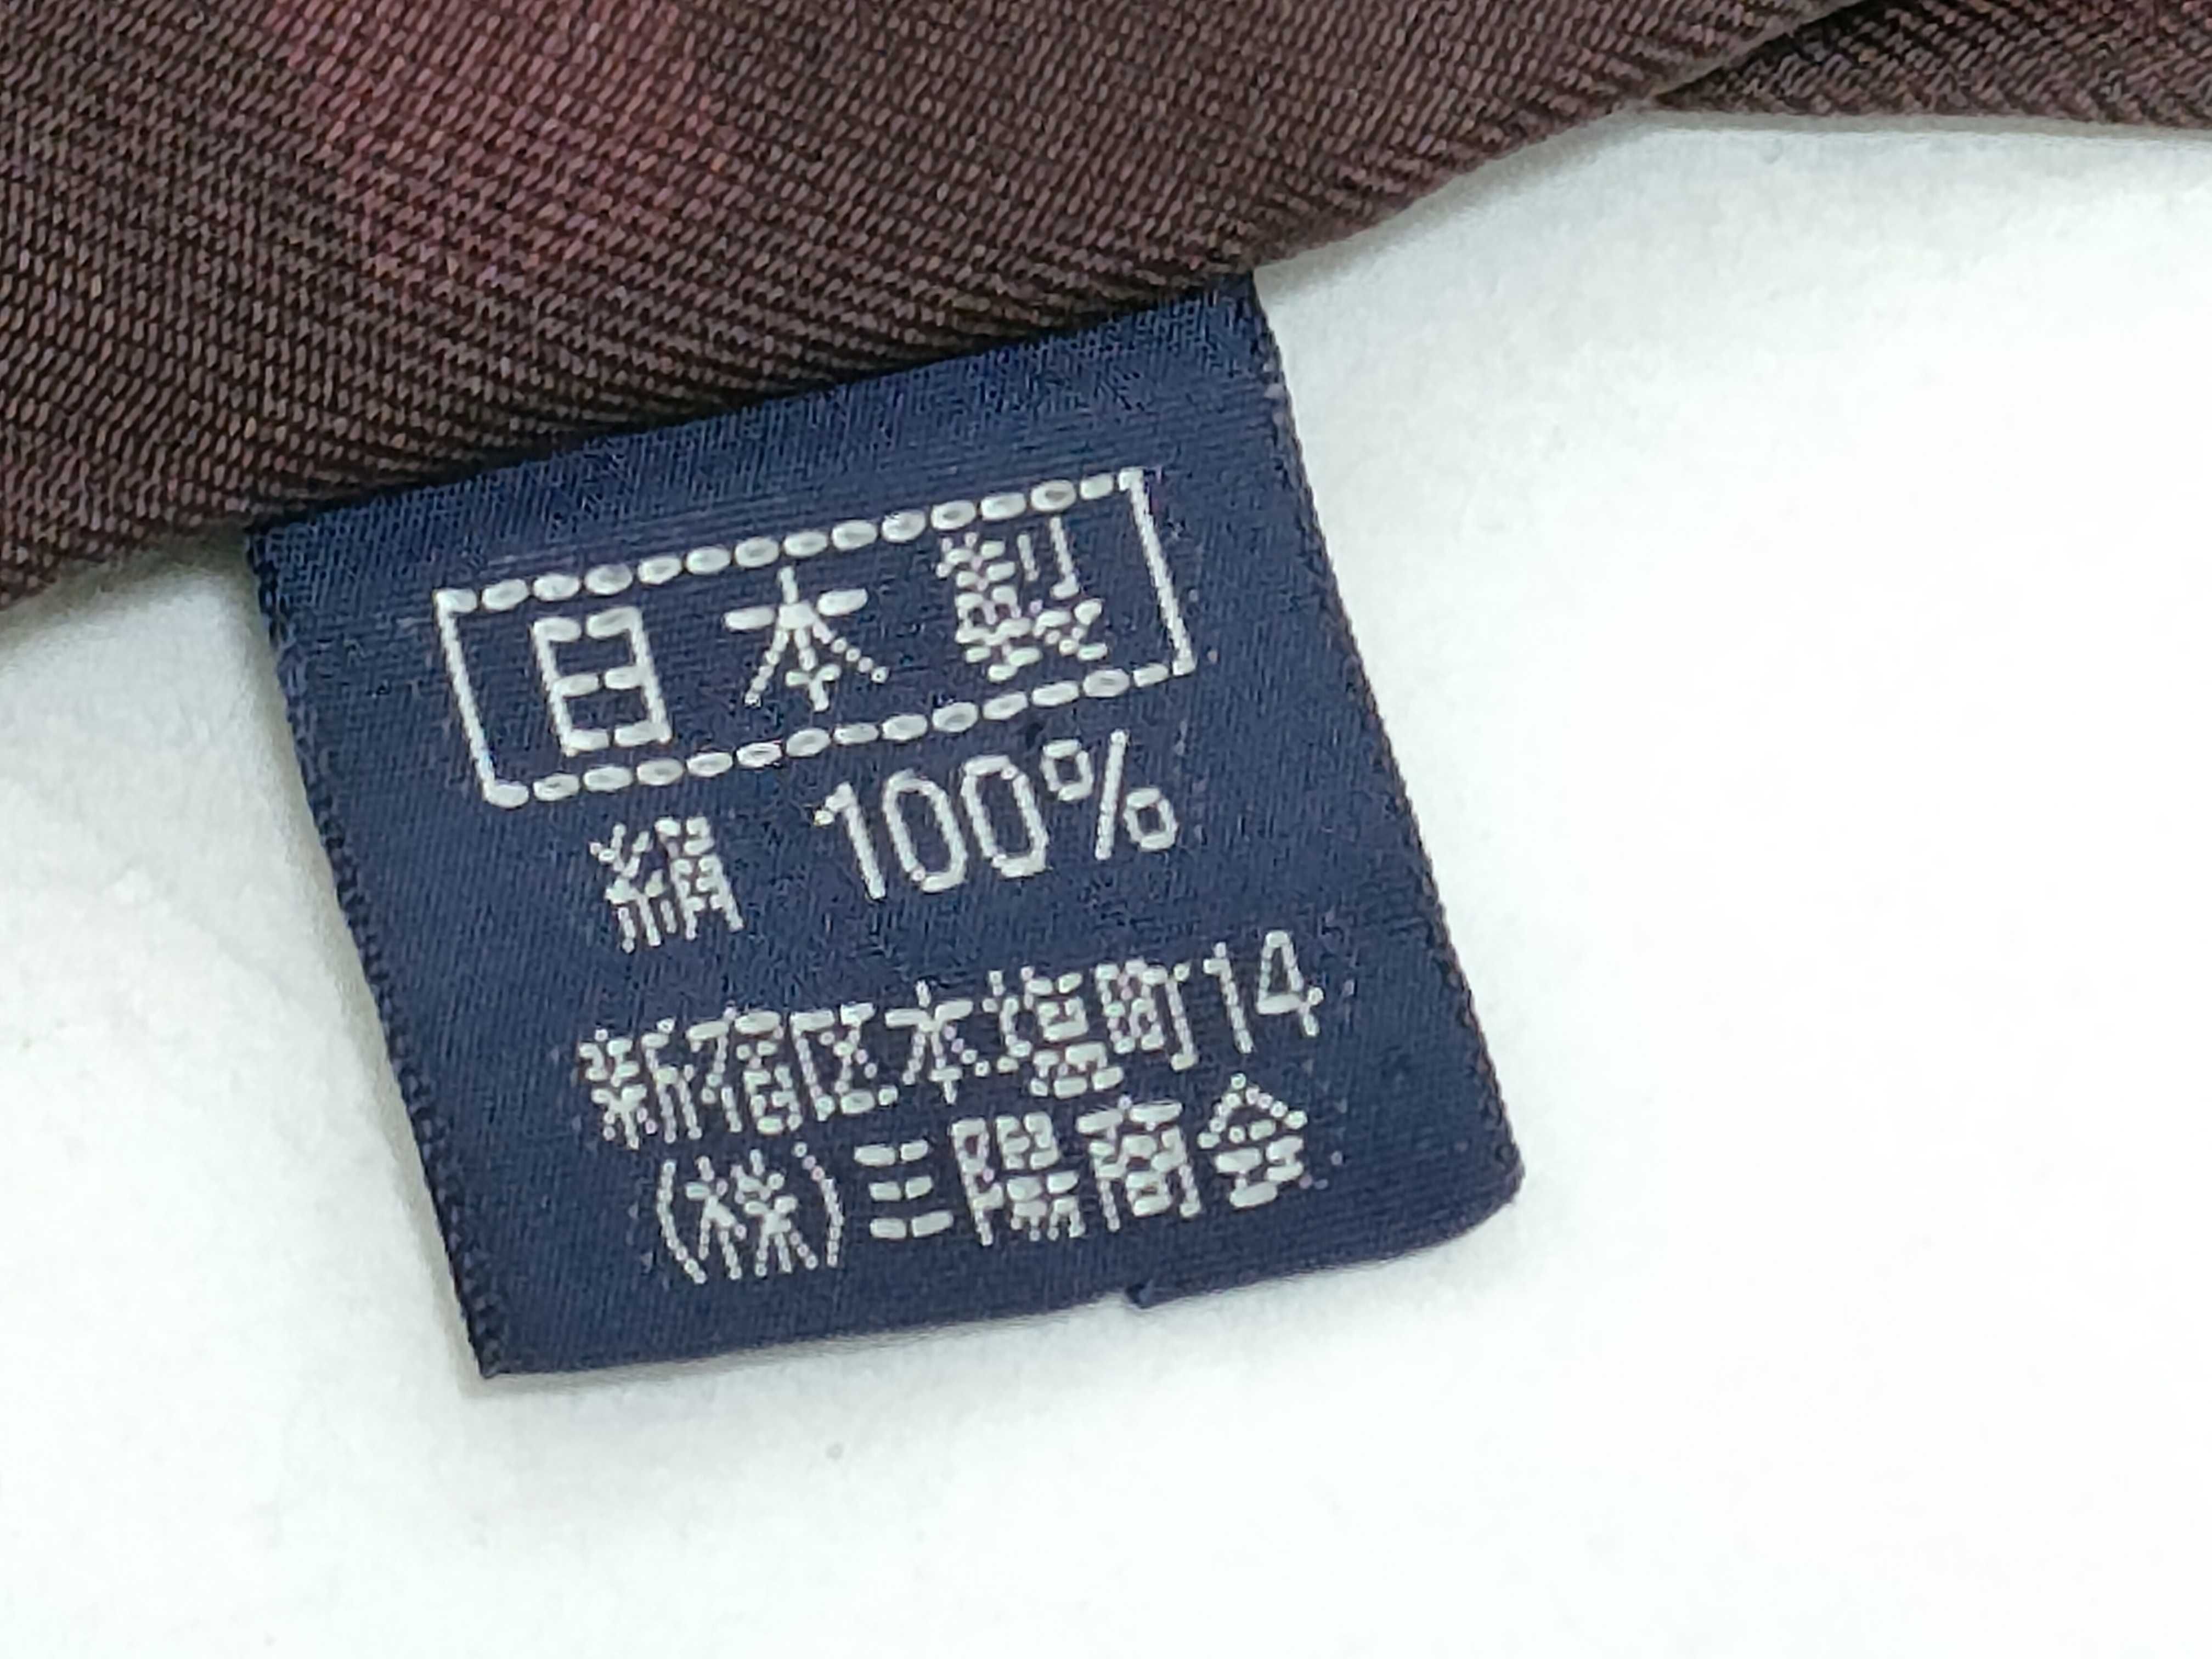 日本製
絹 100%
新宿区本塩町14
(株)三陽商会